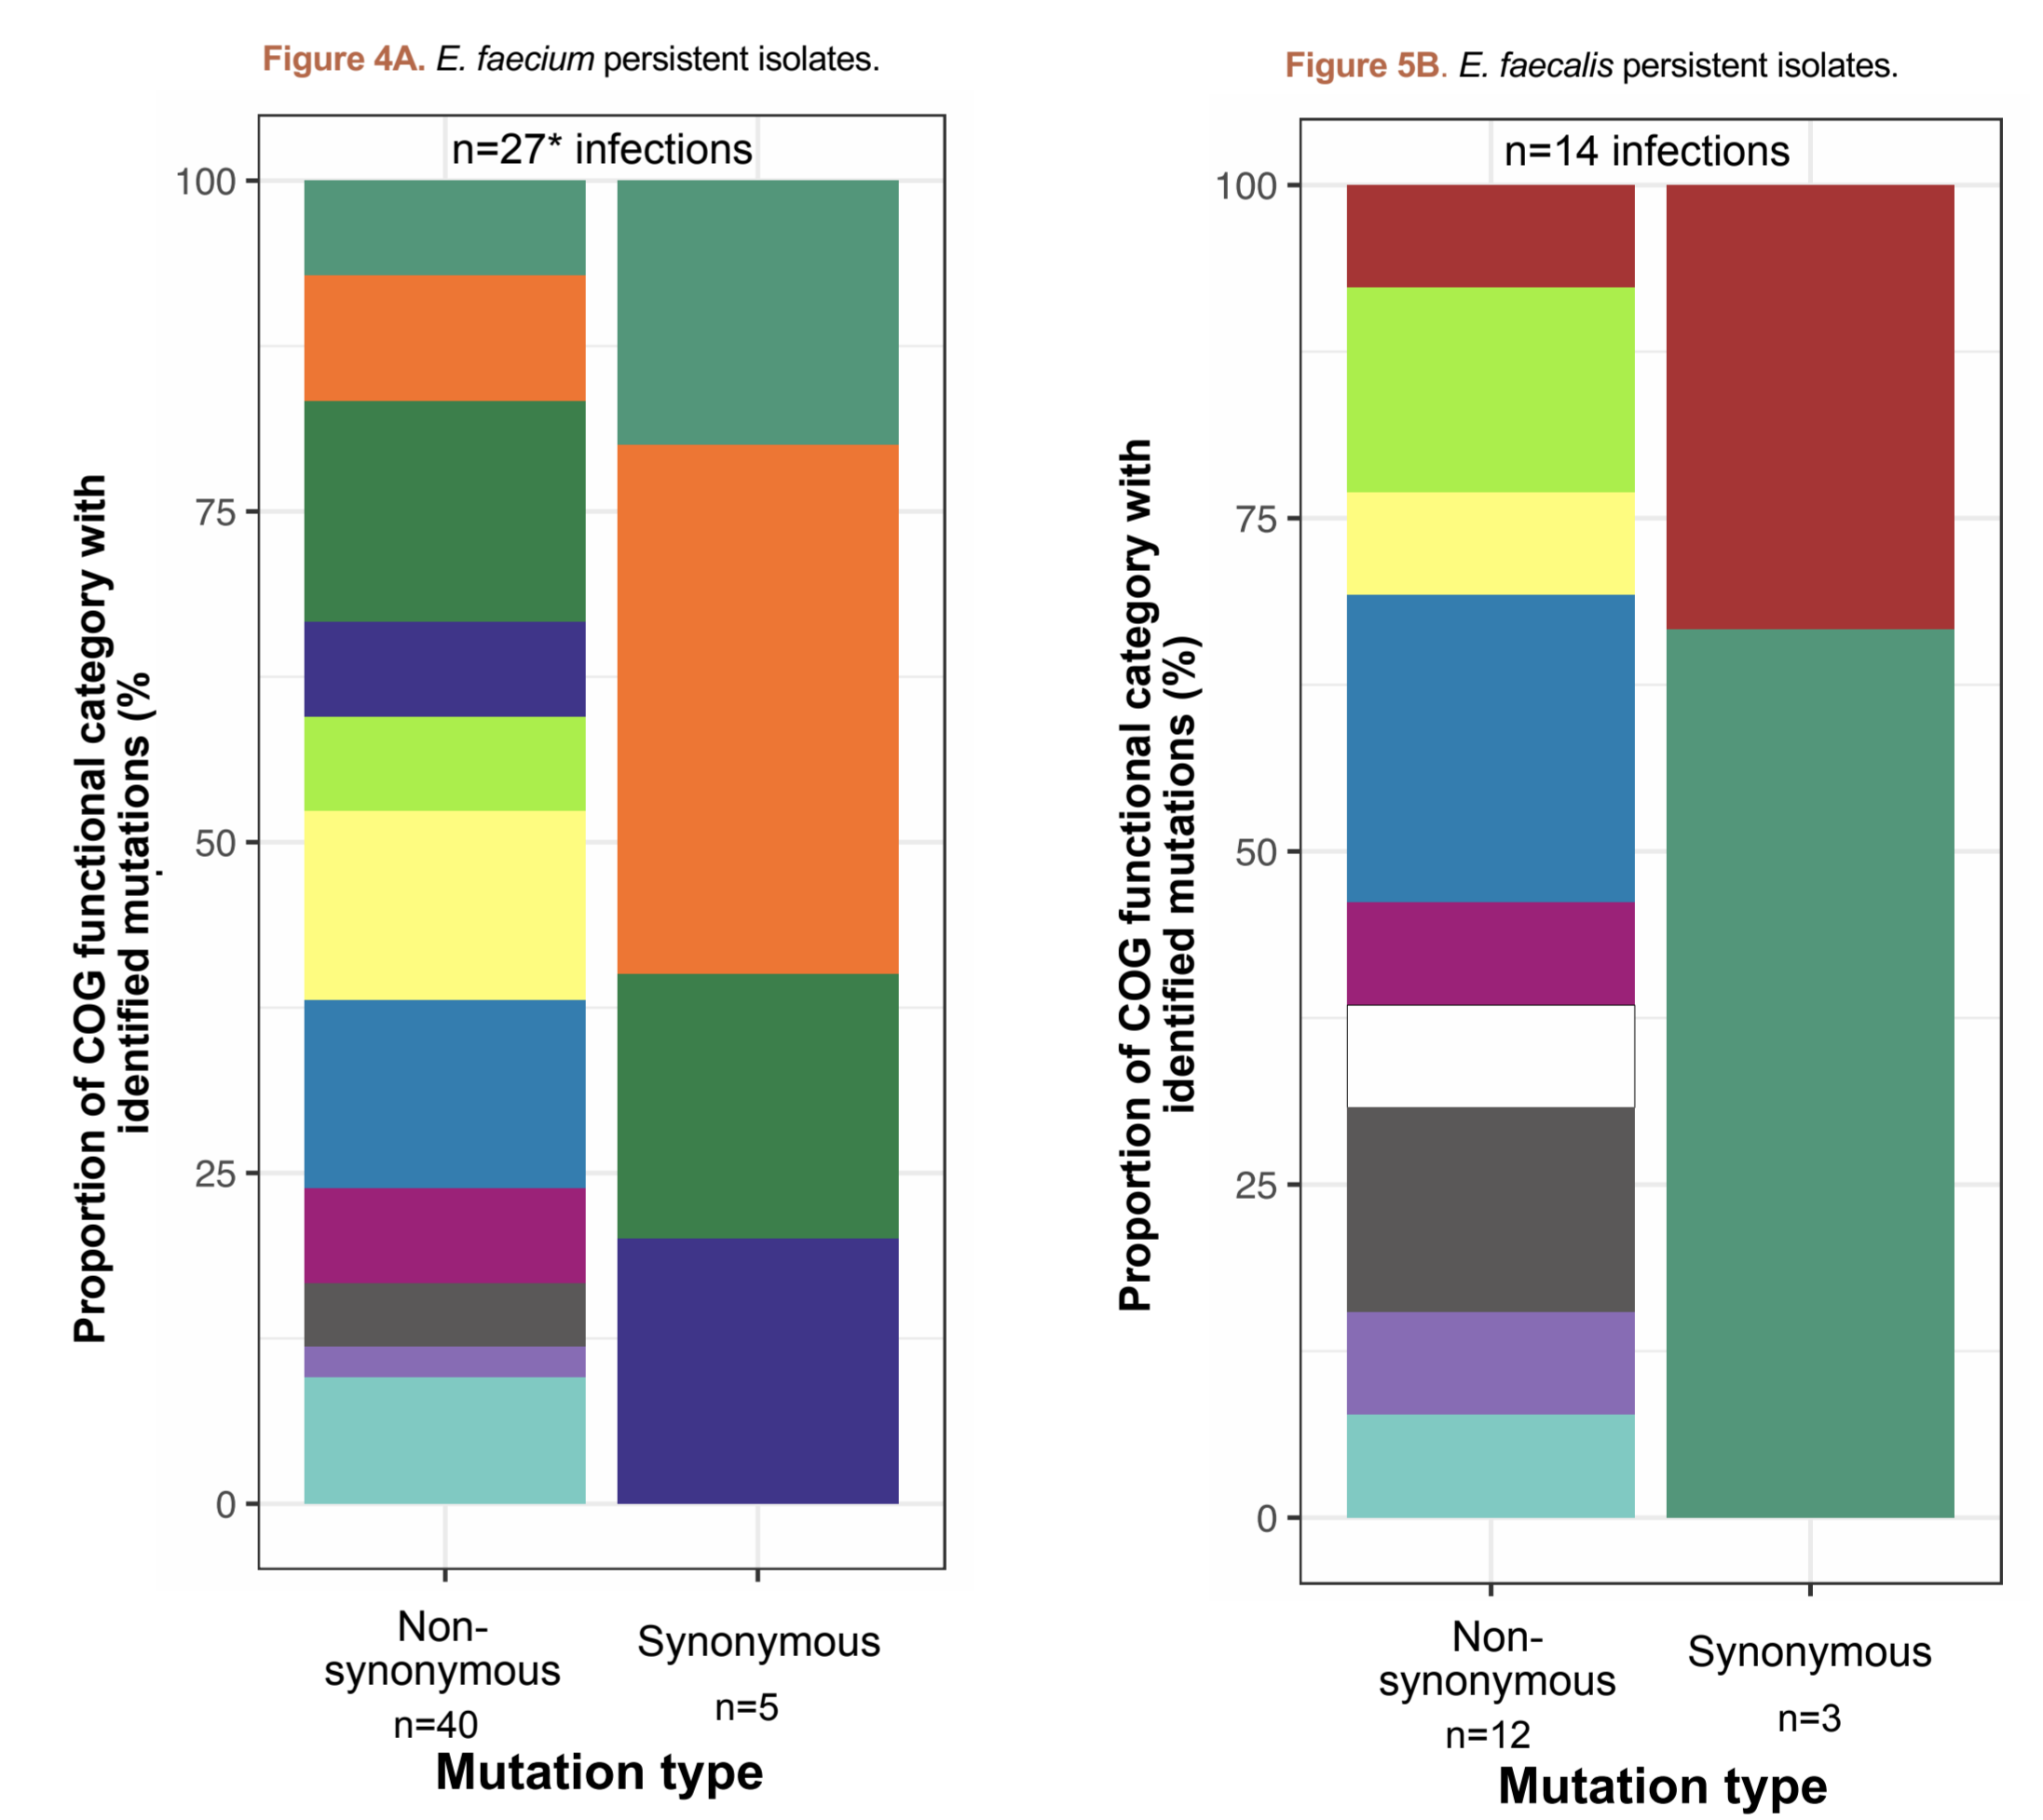 Figure 4A. E. faecium persistent isolates.
n=27* infections
100
75
50
25
0
Proportion of COG functional category with
identified mutations (%
Non-
synonymous
n=40
Synonymous
n=5
Mutation type
Figure 5B. E. faecalis persistent isolates.
n=14 infections
100
75
50
25
0
Proportion of COG functional category with
identified mutations (%)
Non-
synonymous
n=12
Synonymous
n=3
Mutation type